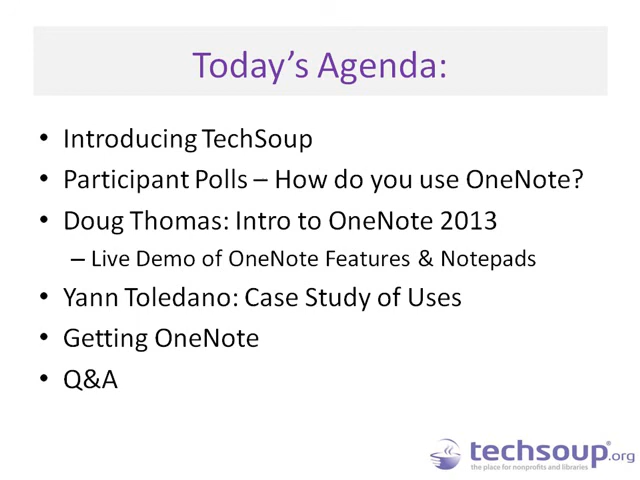 Today's Agenda:
• Introducing TechSoup
• Participant Polls – How do you use OneNote?
• Doug Thomas: Intro to OneNote 2013
– Live Demo of OneNote Features & Notepads
• Yann Toledano: Case Study of Uses
• Getting OneNote
• Q&A
techsoup®.org
the place for nonprofits and libraries